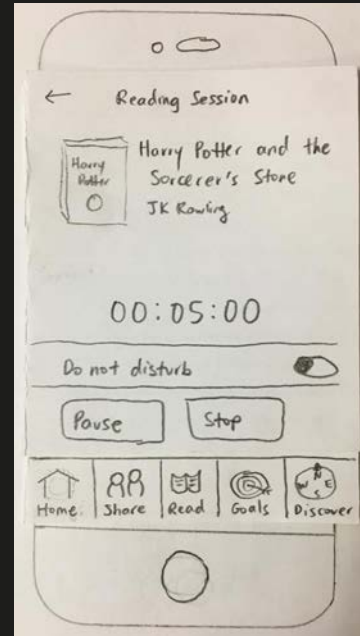 Reading Session
Harry Potter
Harry Potter and the
Sorcerer's Stone
JK Rowling
00:05:00
Do not disturb
Pause
Stop
Home
Share
Read
Goals
Discover
N
W E
S